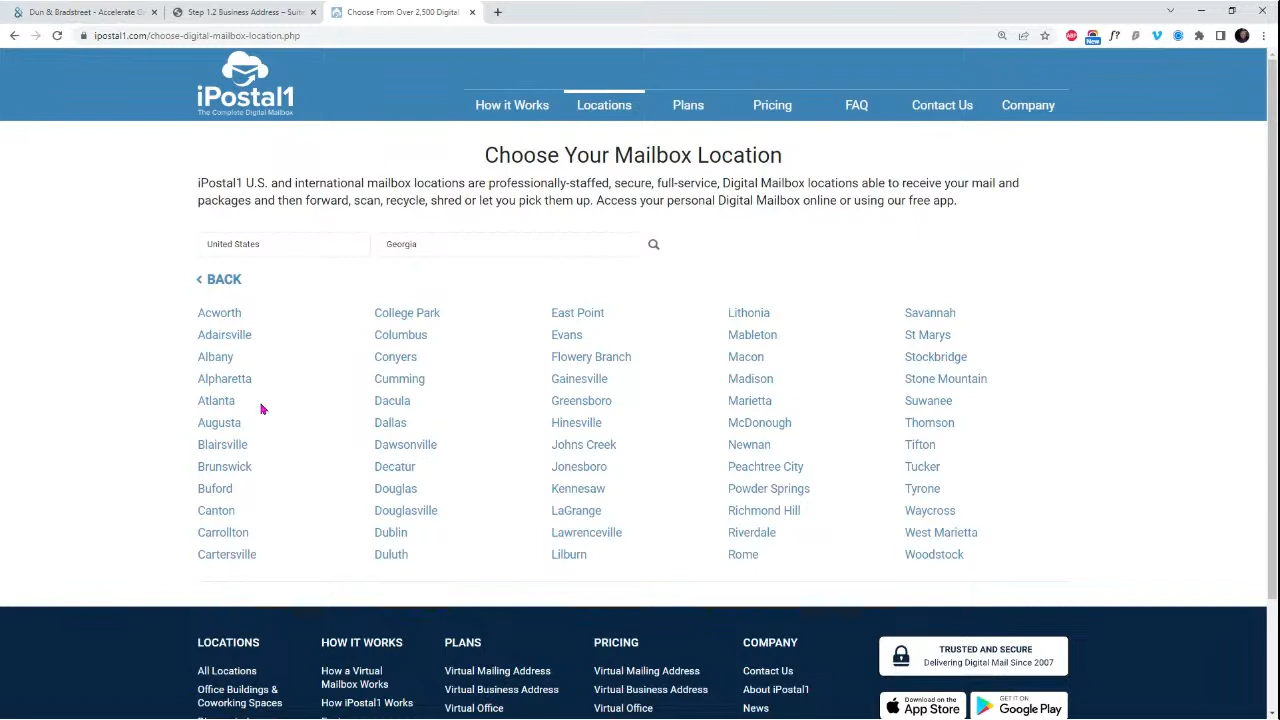 Dun & Bradstreet - Accelerate G
Step 1.2 Business Address – Suite
Choose From Over 2,500 Digital
ipostal1.com/choose-digital-mailbox-location.php
New
iPostal1
The Complete Digital Mailbox
How it Works
Locations
Plans
Pricing
FAQ
Contact Us
Company
Choose Your Mailbox Location
iPostal1 U.S. and international mailbox locations are professionally-staffed, secure, full-service, Digital Mailbox locations able to receive your mail and
packages and then forward, scan, recycle, shred or let you pick them up. Access your personal Digital Mailbox online or using our free app.
United States
Georgia
< BACK
Acworth
Adairsville
Albany
Alpharetta
Atlanta
Augusta
Blairsville
Brunswick
Buford
Canton
Carrollton
Cartersville
College Park
Columbus
Conyers
Cumming
Dacula
Dallas
Dawsonville
Decatur
Douglas
Douglasville
Dublin
Duluth
East Point
Evans
Flowery Branch
Gainesville
Greensboro
Hinesville
Johns Creek
Jonesboro
Kennesaw
LaGrange
Lawrenceville
Lilburn
Lithonia
Mableton
Macon
Madison
Marietta
McDonough
Newnan
Peachtree City
Powder Springs
Richmond Hill
Riverdale
Rome
Savannah
St Marys
Stockbridge
Stone Mountain
Suwanee
Thomson
Tifton
Tucker
Tyrone
Waycross
West Marietta
Woodstock
LOCATIONS
All Locations
Office Buildings &
Coworking Spaces
HOW IT WORKS
How a Virtual
Mailbox Works
How iPostal1 Works
PLANS
Virtual Mailing Address
Virtual Business Address
Virtual Office
PRICING
Virtual Mailing Address
Virtual Business Address
Virtual Office
COMPANY
Contact Us
About iPostal1
News
TRUSTED AND SECURE
Delivering Digital Mail Since 2007
Download on the
App Store
GET IT ON
Google Play